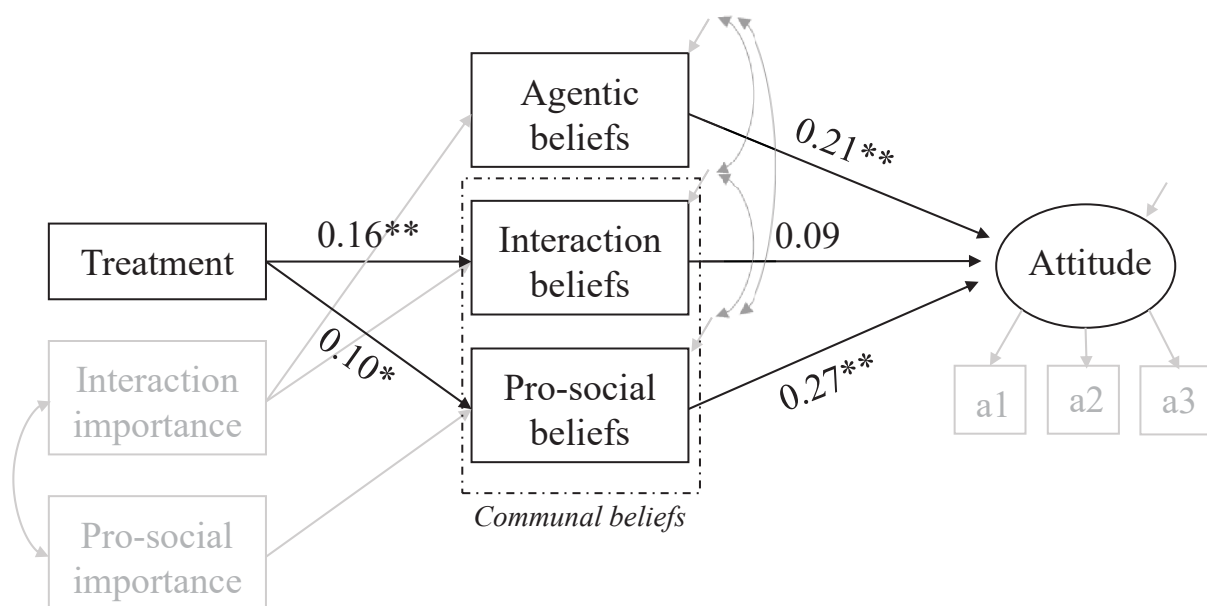 Agentic
beliefs
0.21**
Treatment
0.16**
Interaction
beliefs
0.09
Attitude
0.10*
Interaction
importance
Pro-social
beliefs
0.27**
a1
a2
a3
Communal beliefs
Pro-social
importance